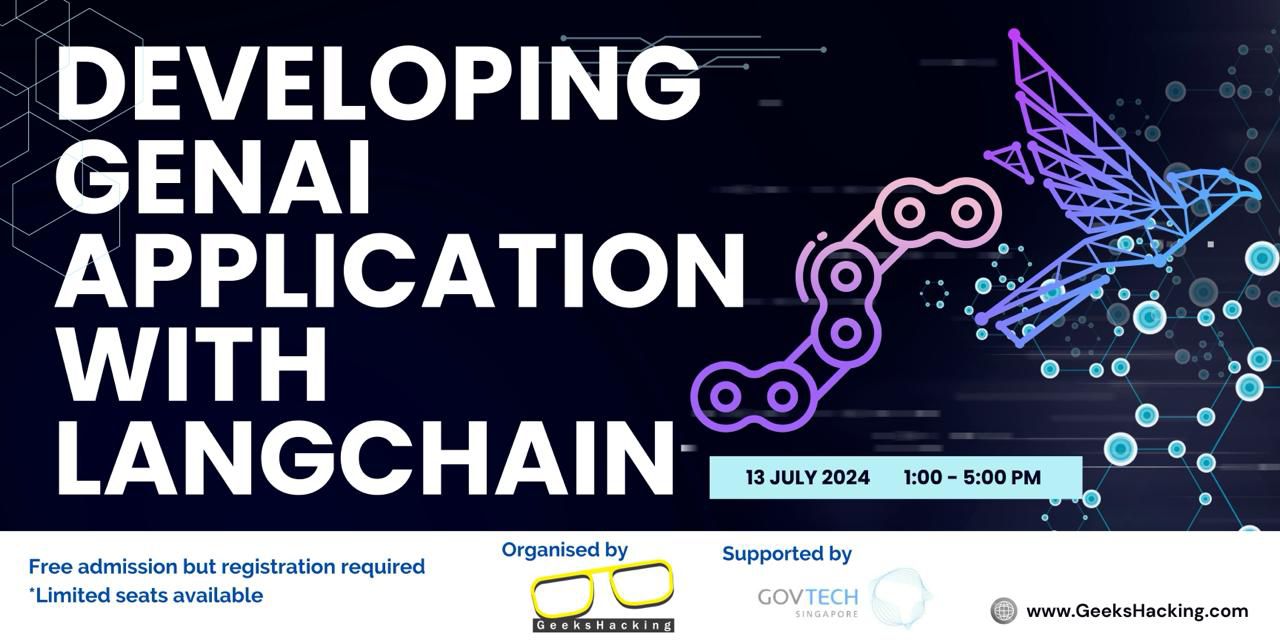 DEVELOPING
GENAI
APPLICATION
WITH
LANGCHAIN
13 JULY 2024 1:00 - 5:00 PM
Free admission but registration required
*Limited seats available
Organised by
GeeksHacking
Supported by
GOVTECH
SINGAPORE
www.GeeksHacking.com